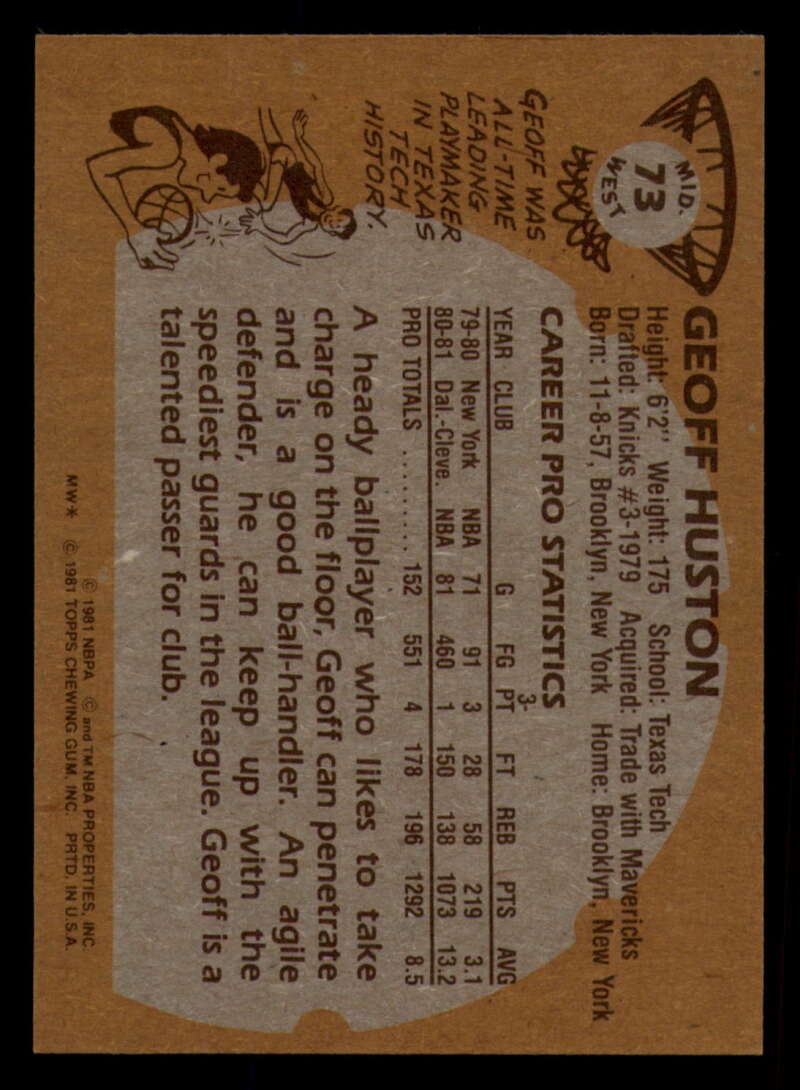 MID.
73
WEST
GEOFF HUSTON
Height: 6'2" Weight: 175 School: Texas Tech
Drafted: Knicks #3-1979 Acquired: Trade with Mavericks
Born: 11-8-57, Brooklyn, New York Home: Brooklyn, New York
CAREER PRO STATISTICS
YEAR CLUB G FG 3-PT FT REB PTS AVG
79-80 New York NBA 71 91 3 28 58 219 3.1
80-81 Dal.-Cleve. NBA 81 460 1 150 138 1073 13.2
PRO TOTALS ......... 152 551 4 178 196 1292 8.5
A heady ballplayer who likes to take
charge on the floor, Geoff can penetrate
and is a good ball-handler. An agile
defender, he can keep up with the
speediest guards in the league. Geoff is a
talented passer for club.
GEOFF WAS
ALL-TIME
LEADING
PLAYMAKER
IN TEXAS
TECH
HISTORY.
© 1981 NBPA © and TM NBA PROPERTIES, INC.
MW* © 1981 TOPPS CHEWING GUM, INC. PRTD. IN U.S.A.